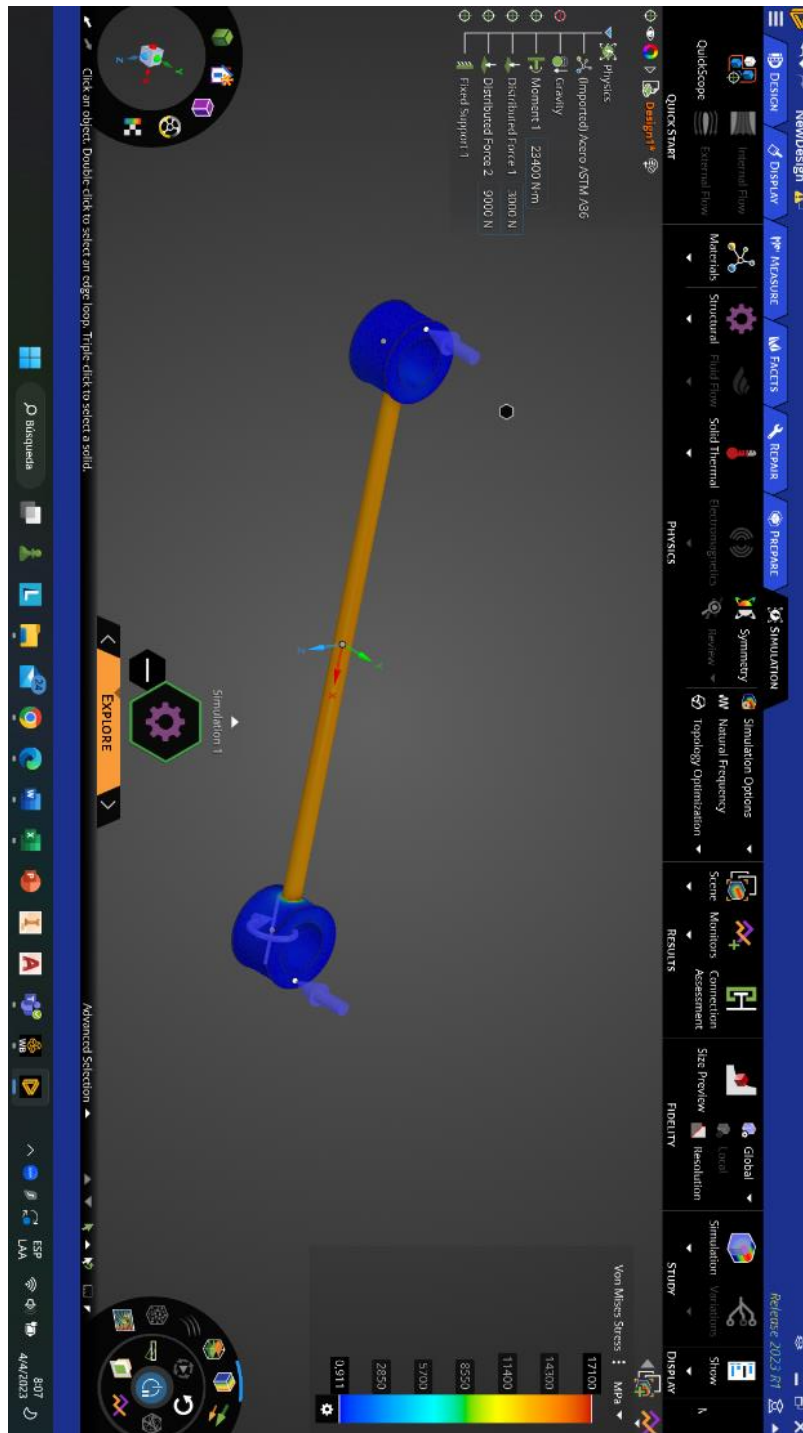 NewDesign
Release 2023 R1
DESIGN
DISPLAY
MEASURE
FACETS
REPAIR
PREPARE
SIMULATION
QuickScope
Internal Flow
External Flow
Materials
Structural
Fluid Flow
Solid Thermal
Electromagnetics
Symmetry
Review
Simulation Options
Natural Frequency
Topology Optimization
Scene
Monitors
Connection
Assessment
Size Preview
Global
Local
Resolution
Simulation
Variations
Show
QUICK START
PHYSICS
RESULTS
FIDELITY
STUDY
DISPLAY
Design1*
Physics
(Imported) Acero ASTM A36
Gravity
Moment 1 23400 N·m
Distributed Force 1 3000 N
Distributed Force 2 9000 N
Fixed Support 1
Von Mises Stress MPa
0.911
2850
5700
8550
11400
14300
17100
Z
X
Y
Simulation 1
EXPLORE
Click an object. Double-click to select an edge loop. Triple-click to select a solid.
Advanced Selection
Búsqueda
24
WB
ESP
LAA
8:07
4/4/2023